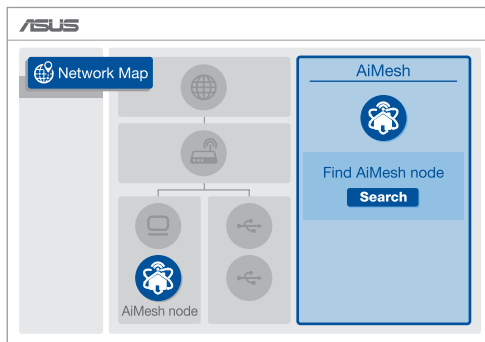 ASUS
Network Map
AiMesh
Find AiMesh node
Search
AiMesh node